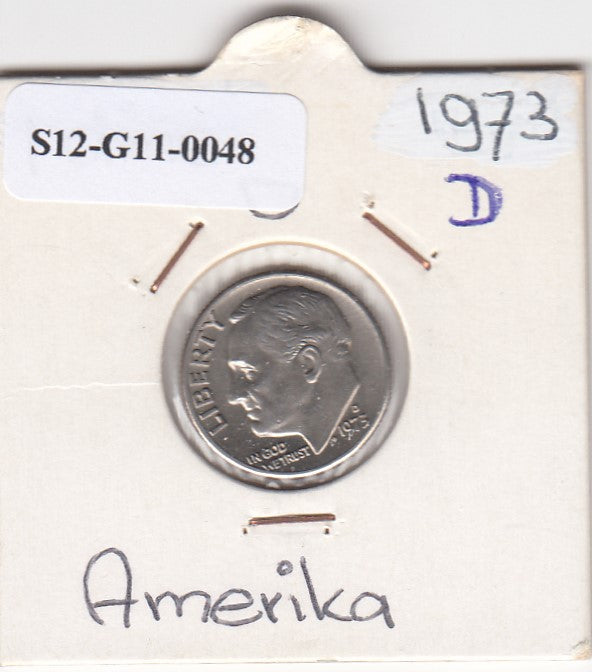 S12-G11-0048
1973
D
LIBERTY
IN GOD
WE TRUST
D
1973
Amerika